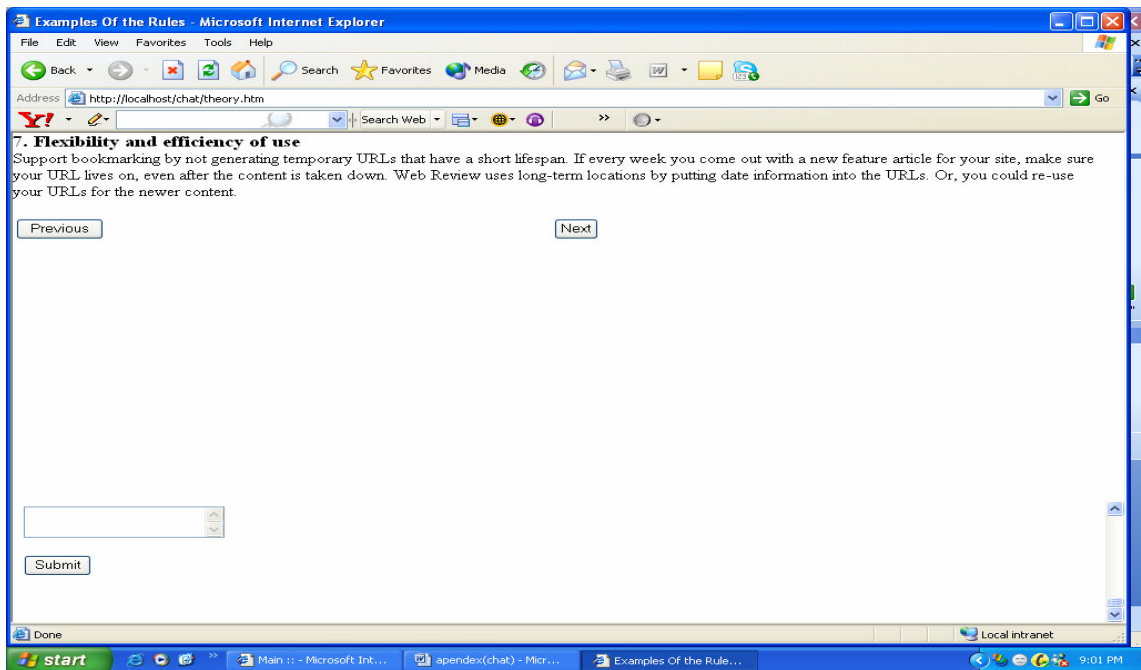 Examples Of the Rules - Microsoft Internet Explorer
File Edit View Favorites Tools Help
Back Search Favorites Media
Address http://localhost/chat/theory.htm Go
Y! Search Web »
7. Flexibility and efficiency of use
Support bookmarking by not generating temporary URLs that have a short lifespan. If every week you come out with a new feature article for your site, make sure
your URL lives on, even after the content is taken down. Web Review uses long-term locations by putting date information into the URLs. Or, you could re-use
your URLs for the newer content.
Previous Next
Submit
Done Local intranet
start » Main :: - Microsoft Int... apendex(chat) - Micr... Examples Of the Rule... 9:01 PM